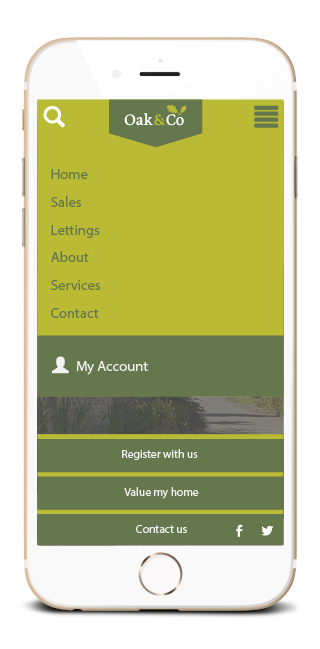 Oak&Co
Home
Sales
Lettings
About
Services
Contact
My Account
Register with us
Value my home
Contact us